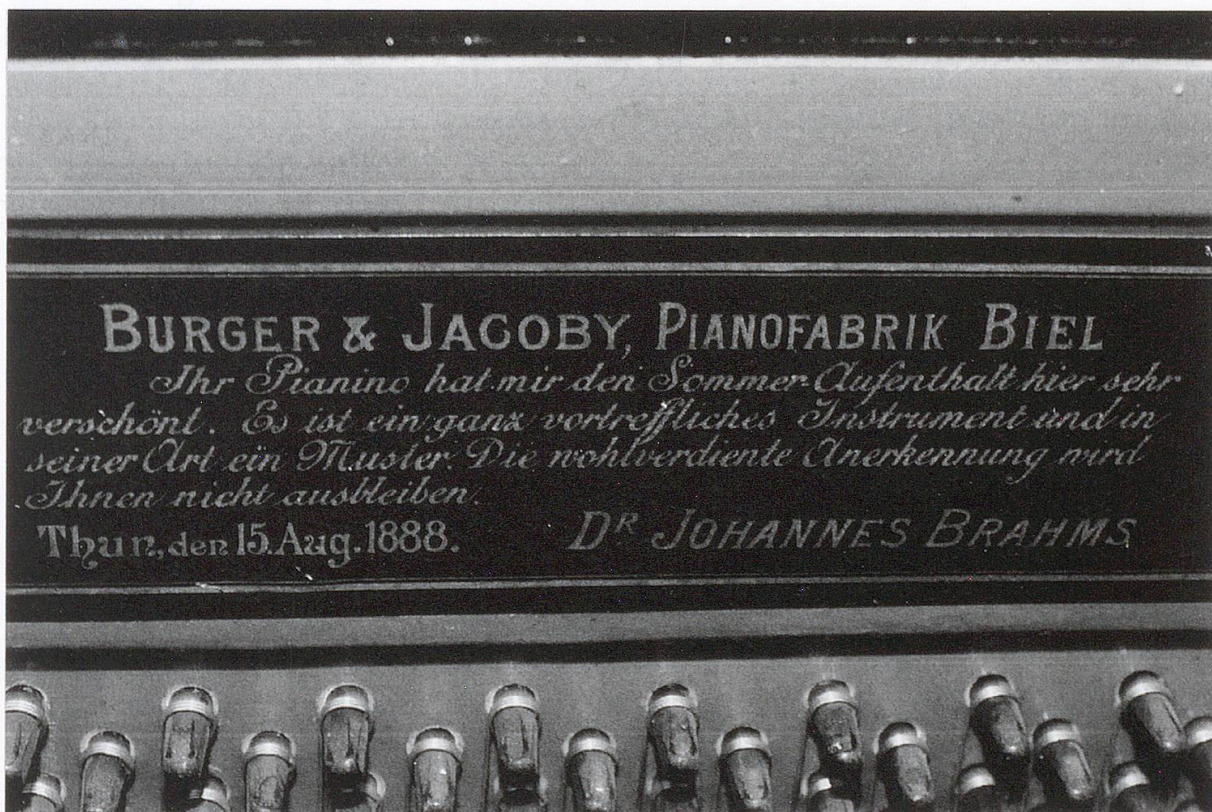 BURGER & JACOBY, PIANOFABRIK BIEL
Ihr Pianino hat mir den Sommer-Aufenthalt hier sehr
verschönt. Es ist ein ganz vortreffliches Instrument und in
seiner Art ein Muster. Die wohlverdiente Anerkennung wird
Ihnen nicht ausbleiben.
Thun, den 15. Aug. 1888. DR JOHANNES BRAHMS